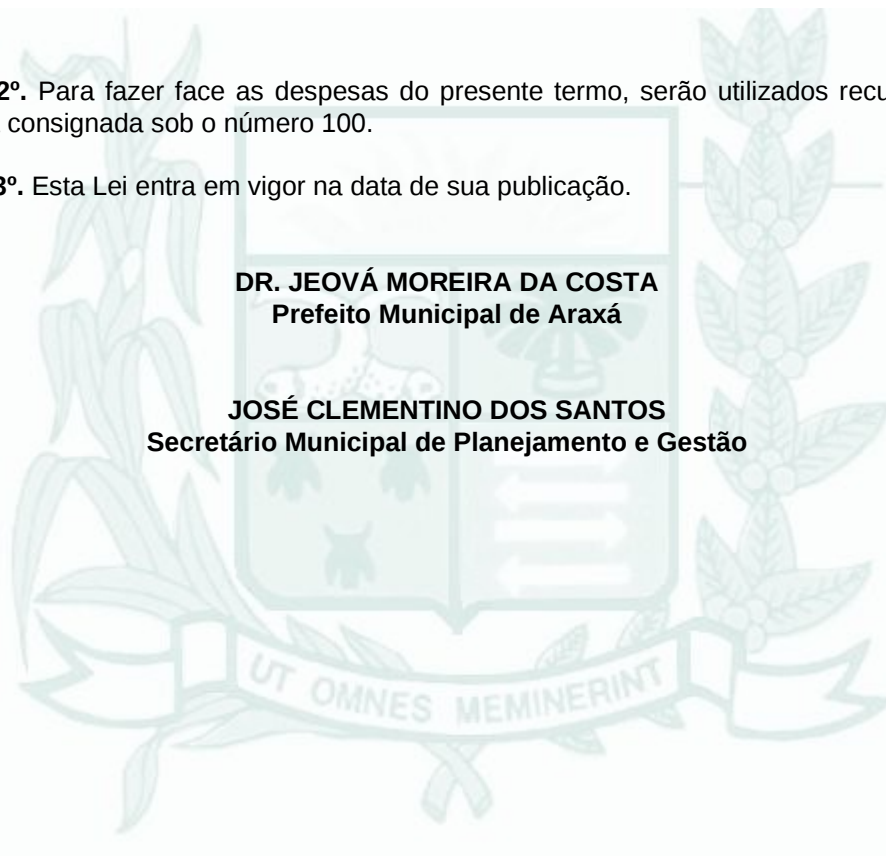 2º. Para fazer face as despesas do presente termo, serão utilizados recu
consignada sob o número 100.
3º. Esta Lei entra em vigor na data de sua publicação.
DR. JEOVÁ MOREIRA DA COSTA
Prefeito Municipal de Araxá
JOSÉ CLEMENTINO DOS SANTOS
Secretário Municipal de Planejamento e Gestão
UT OMNES MEMINERINT